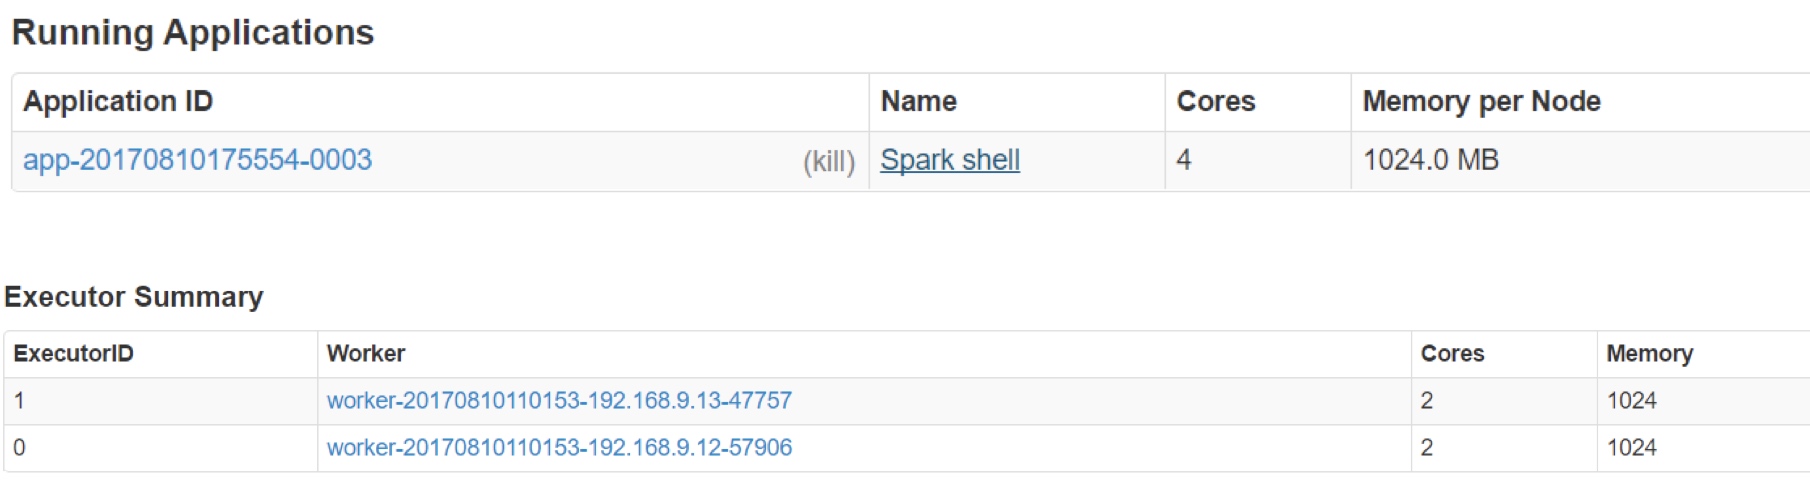 Running Applications
Application ID Name Cores Memory per Node
app-20170810175554-0003 (kill) Spark shell 4 1024.0 MB
Executor Summary
ExecutorID Worker Cores Memory
1 worker-20170810110153-192.168.9.13-47757 2 1024
0 worker-20170810110153-192.168.9.12-57906 2 1024